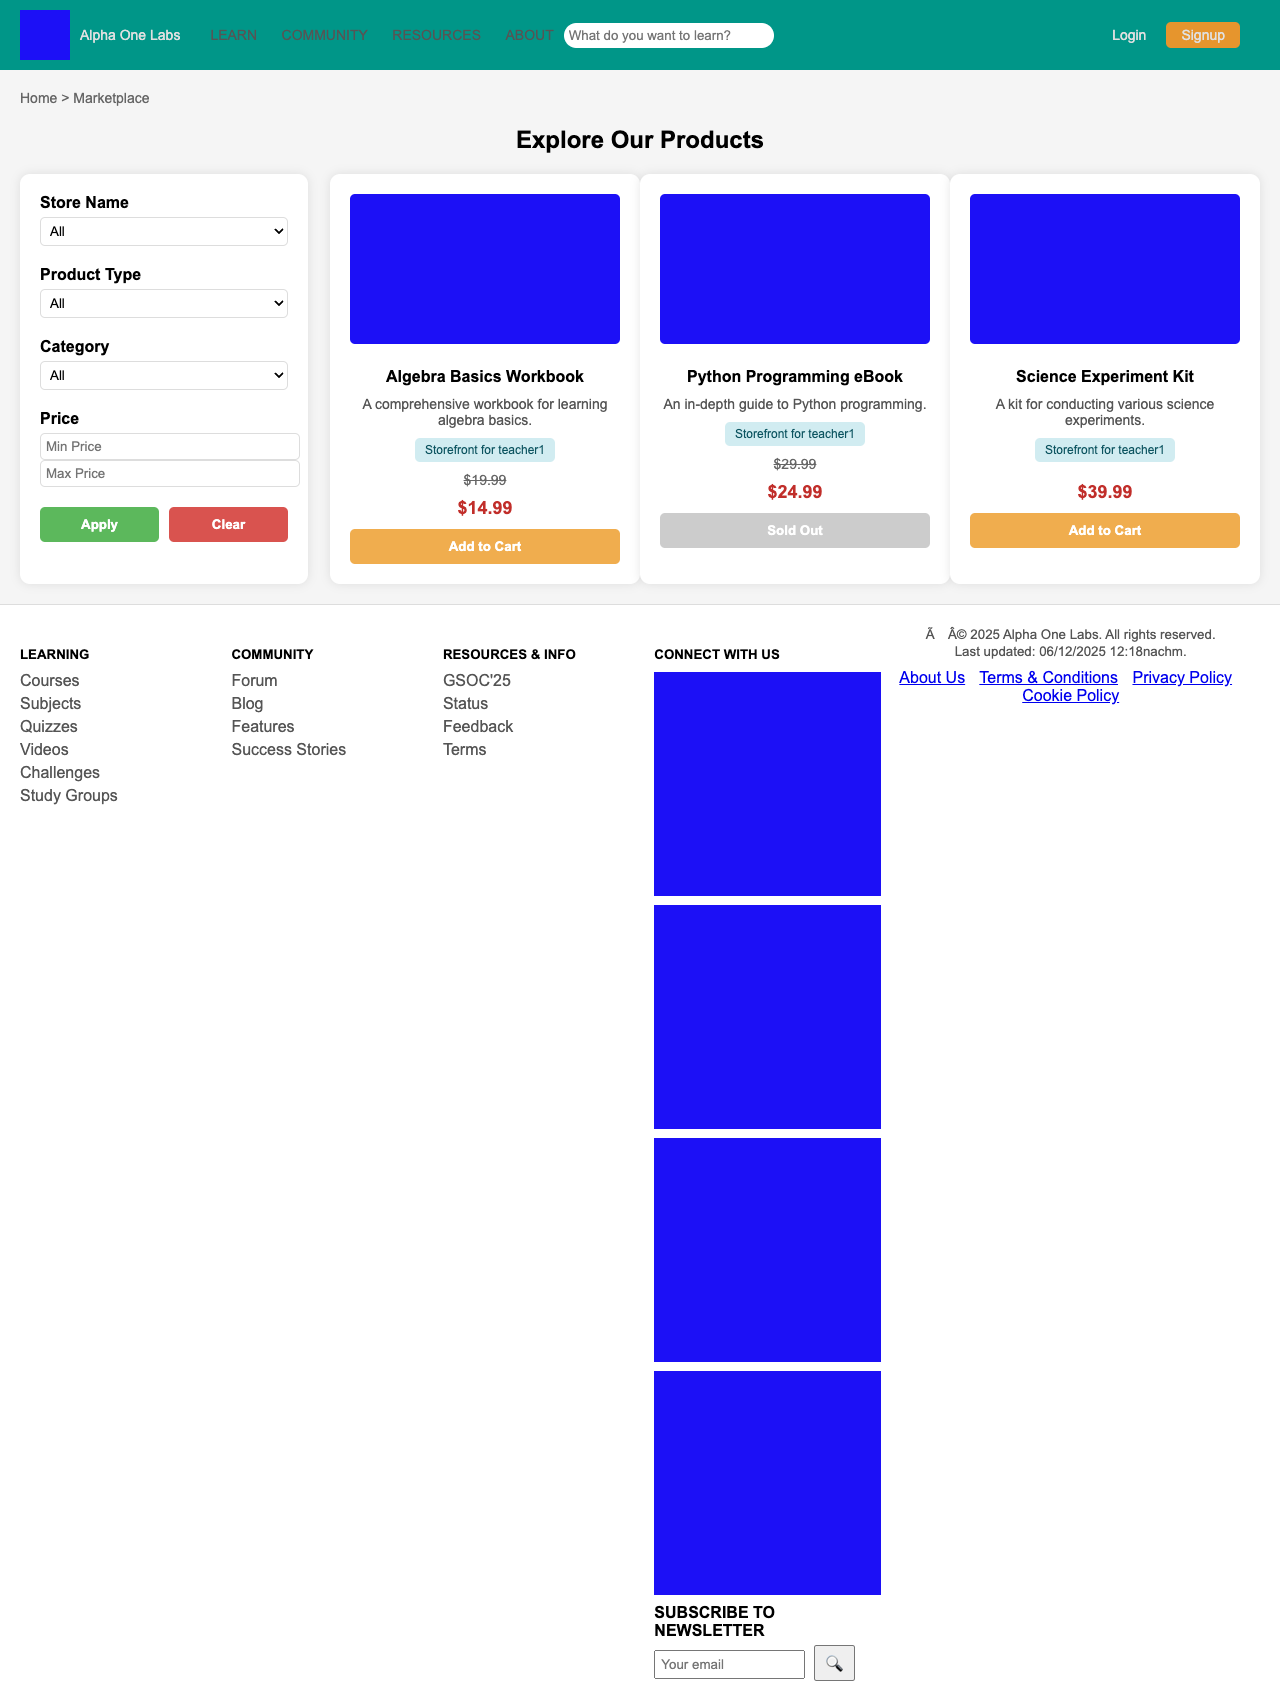 Alpha One Labs LEARN COMMUNITY RESOURCES ABOUT What do you want to learn? Login Signup
Home > Marketplace
Explore Our Products
Store Name
All
Product Type
All
Category
All
Price
Min Price
Max Price
Apply Clear
Algebra Basics Workbook
A comprehensive workbook for learning
algebra basics.
Storefront for teacher1
$19.99
$14.99
Add to Cart
Python Programming eBook
An in-depth guide to Python programming.
Storefront for teacher1
$29.99
$24.99
Sold Out
Science Experiment Kit
A kit for conducting various science
experiments.
Storefront for teacher1
$39.99
Add to Cart
LEARNING
Courses
Subjects
Quizzes
Videos
Challenges
Study Groups
COMMUNITY
Forum
Blog
Features
Success Stories
RESOURCES & INFO
GSOC'25
Status
Feedback
Terms
CONNECT WITH US
SUBSCRIBE TO
NEWSLETTER
Your email
Ã Â© 2025 Alpha One Labs. All rights reserved.
Last updated: 06/12/2025 12:18nachm.
About Us Terms & Conditions Privacy Policy
Cookie Policy